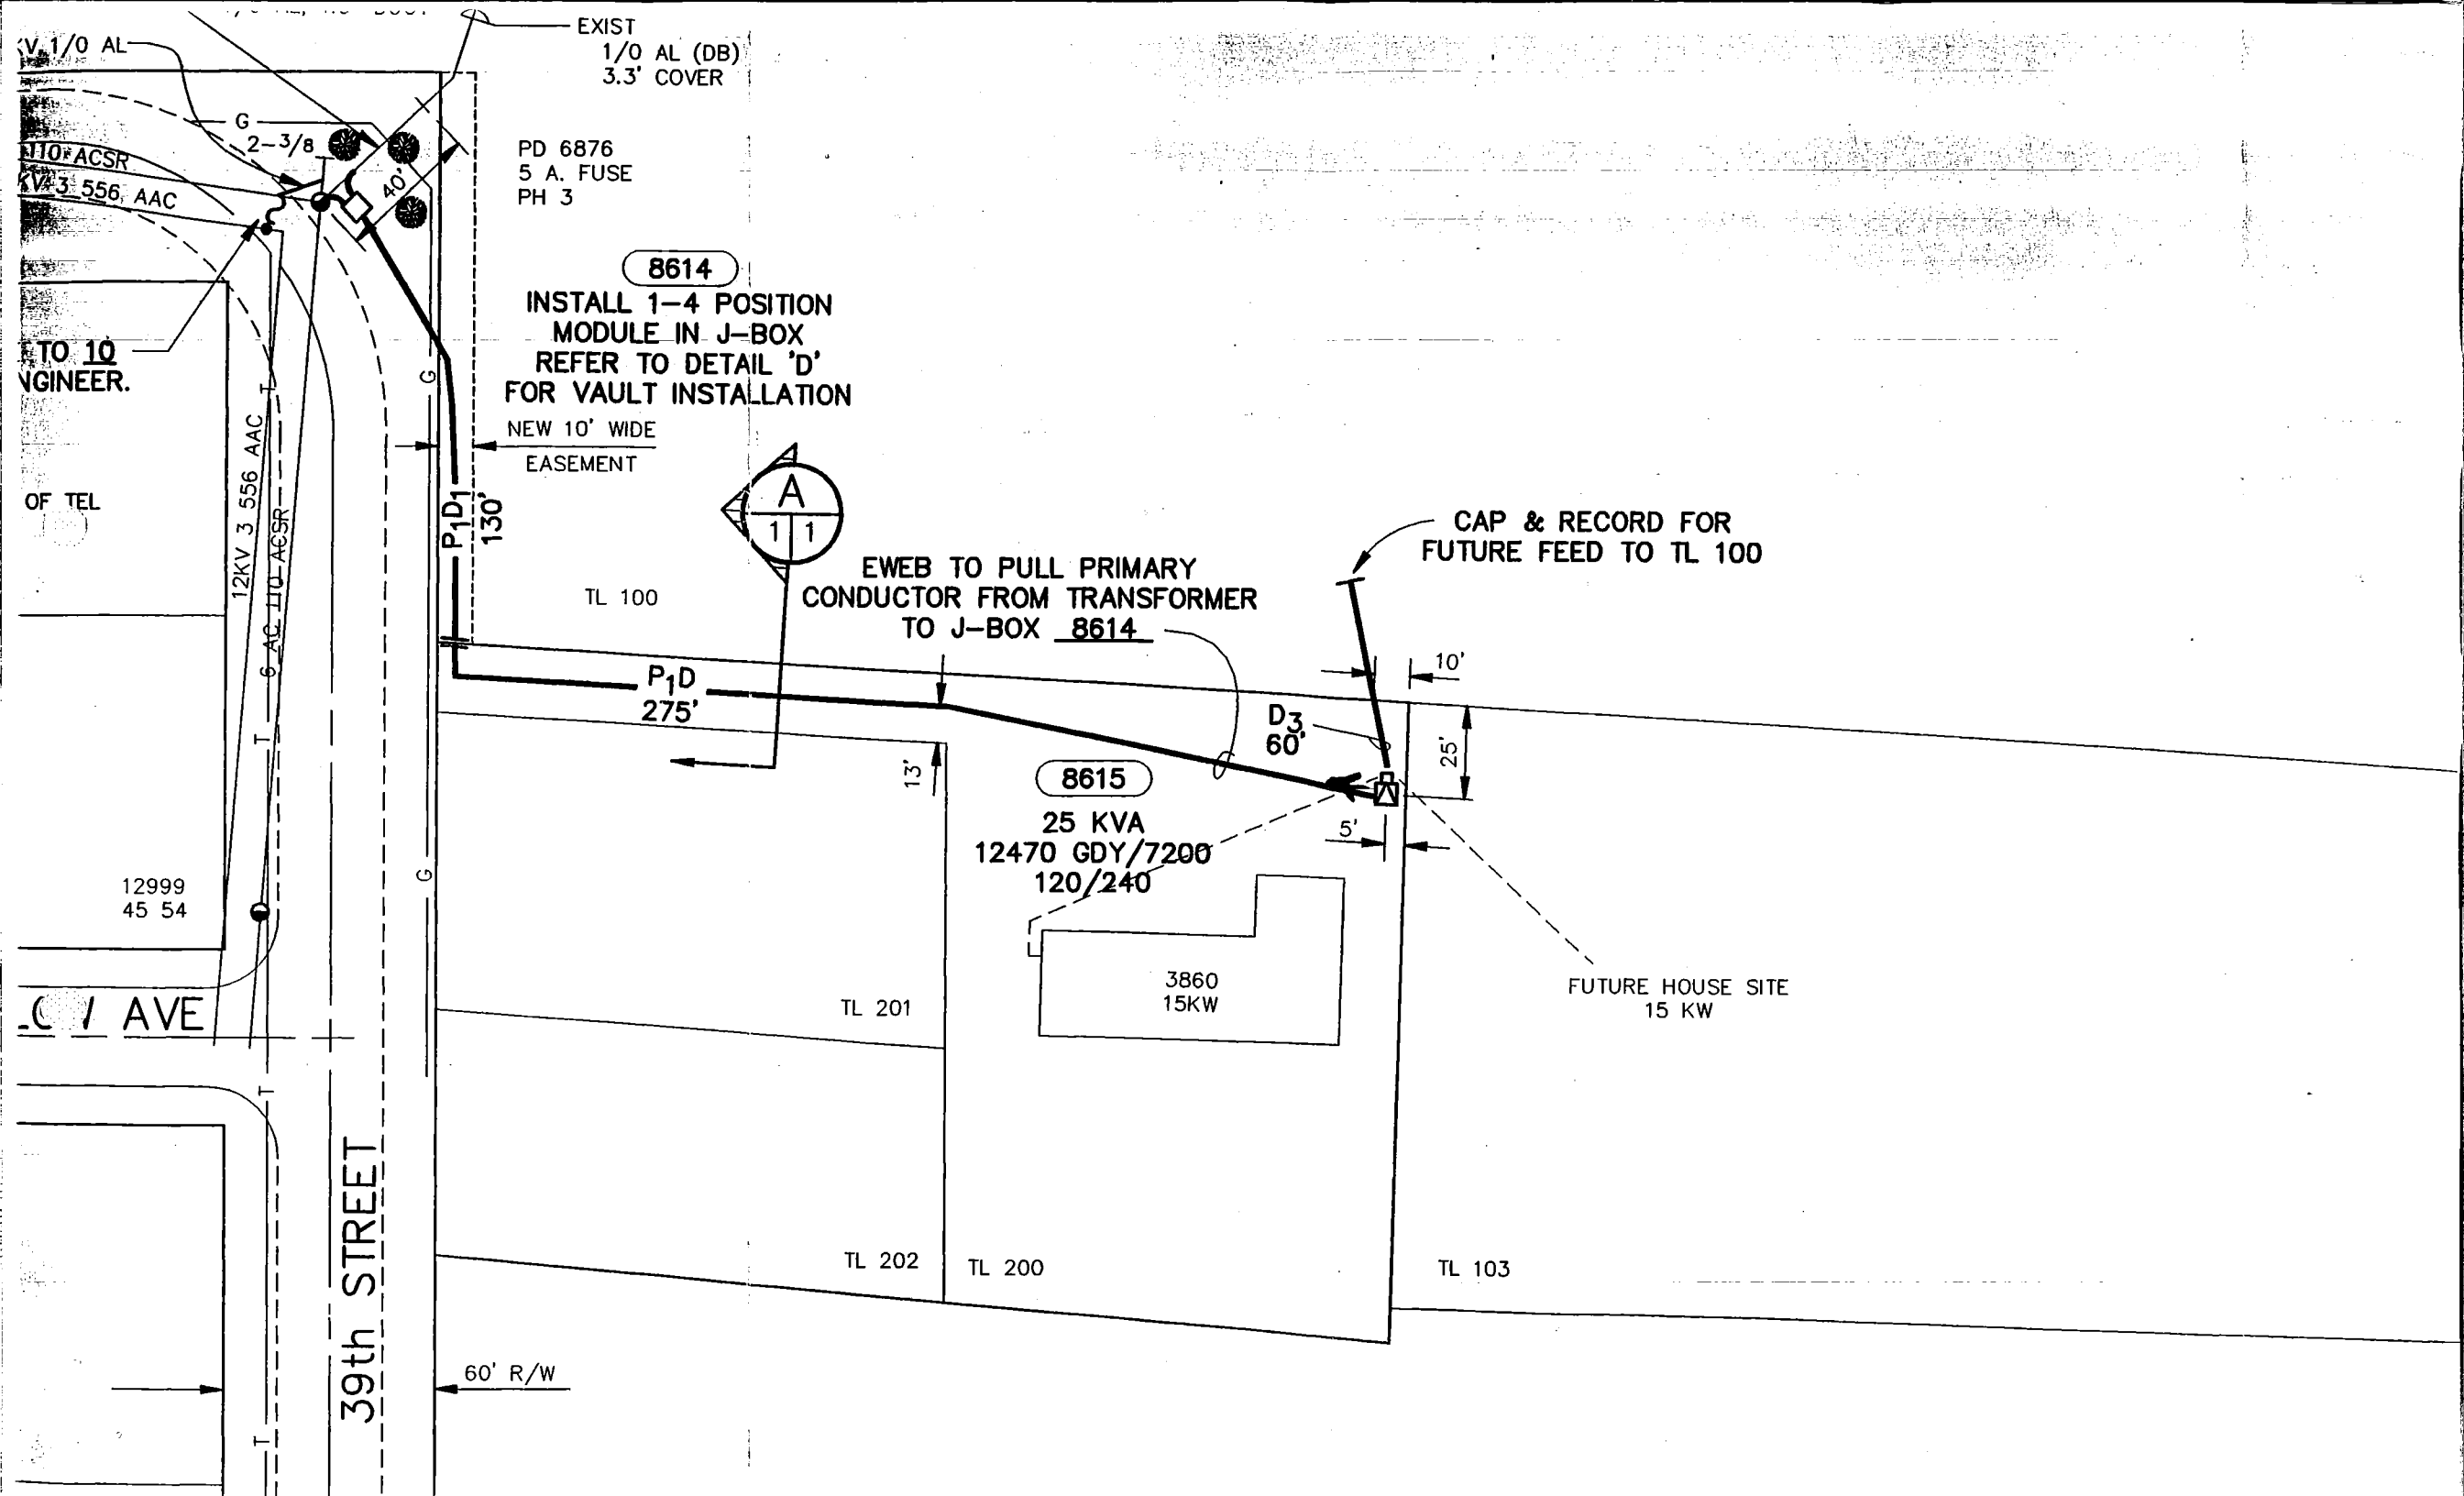 EXIST
1/0 AL (DB)
3.3' COVER
1/0 AL
G
2-3/8
110 ACSR
3 556 AAC
40'
PD 6876
5 A. FUSE
PH 3
8614
INSTALL 1-4 POSITION
MODULE IN J-BOX
REFER TO DETAIL 'D'
FOR VAULT INSTALLATION
NEW 10' WIDE
EASEMENT
TO 10
NGINEER.
G
T
OF TEL
12KV 3 556 AAC
6 AC 110 ACSR
P1D1
130'
A
1 1
TL 100
EWEB TO PULL PRIMARY
CONDUCTOR FROM TRANSFORMER
TO J-BOX 8614
CAP & RECORD FOR
FUTURE FEED TO TL 100
10'
P1D
275'
D3
60'
25'
13'
T
8615
25 KVA
12470 GDY/7200
120/240
5'
G
12999
45 54
3860
15KW
FUTURE HOUSE SITE
15 KW
AVE
TL 201
T
39th STREET
TL 202
TL 200
TL 103
60' R/W
T